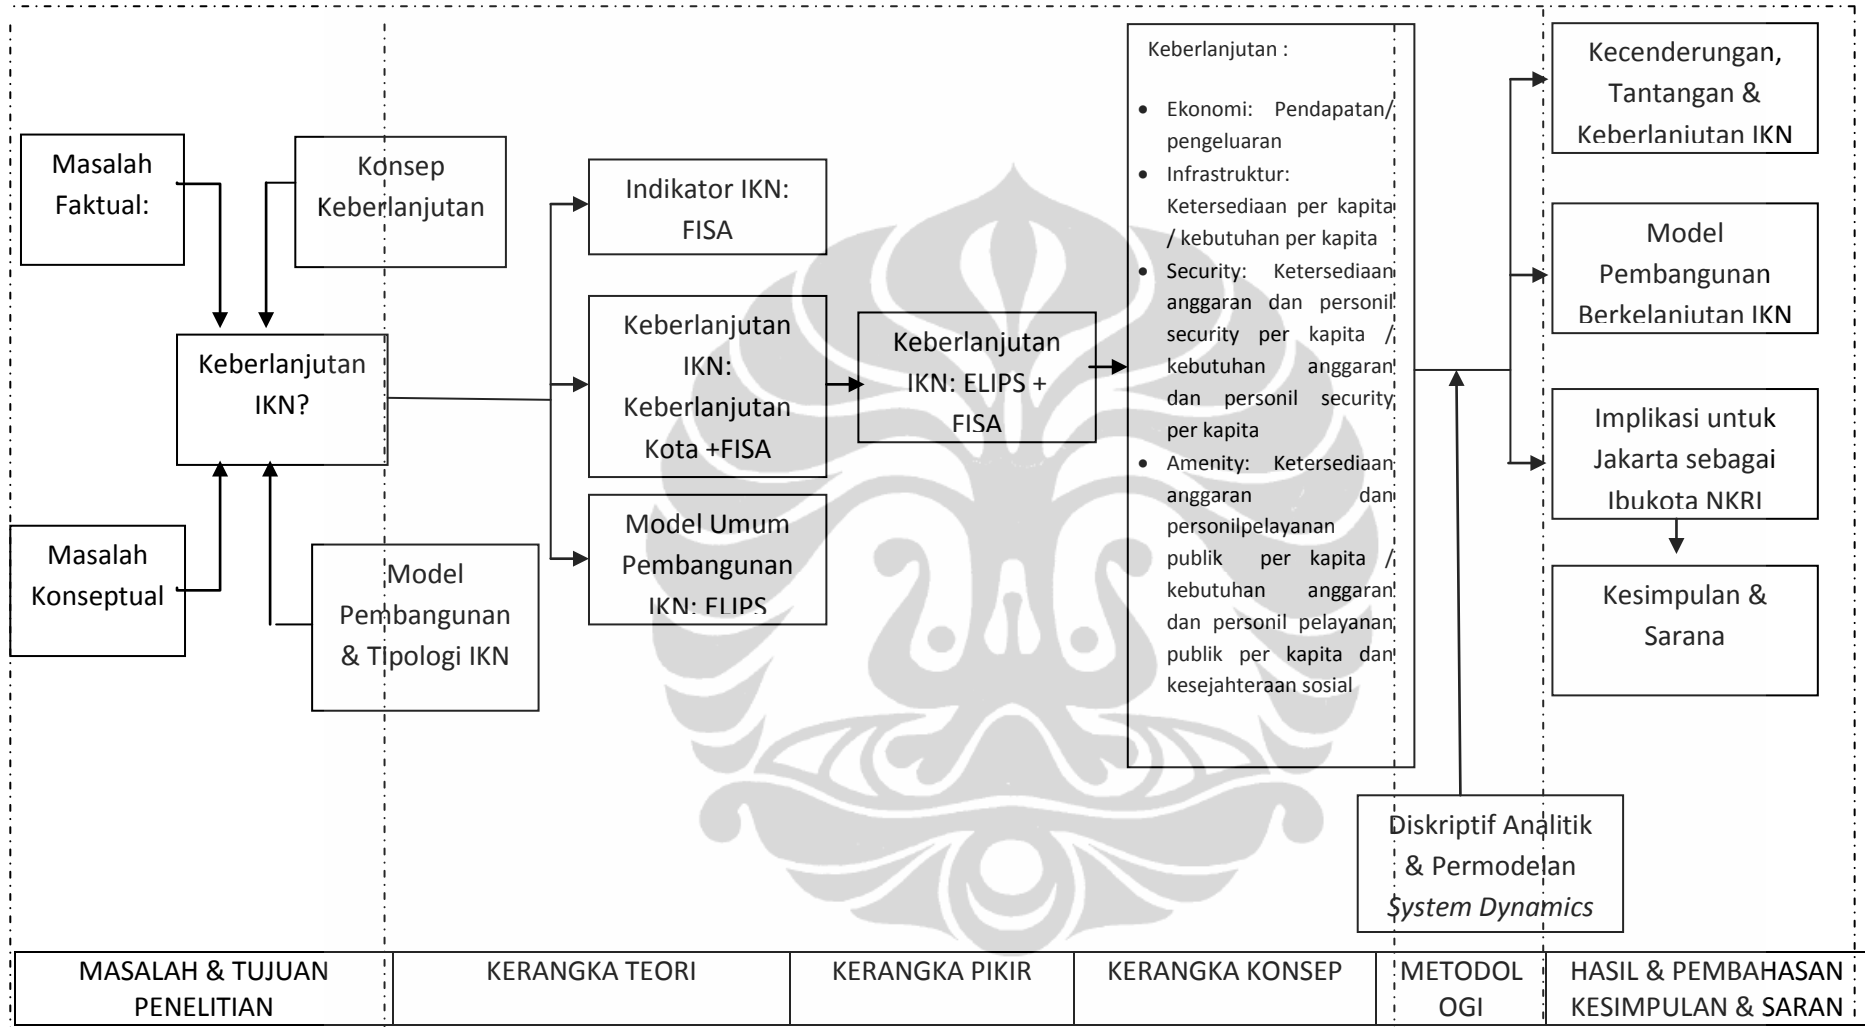 Masalah
Faktual:
Konsep
Keberlanjutan
Keberlanjutan
IKN?
Masalah
Konseptual
Model
Pembangunan
& Tipologi IKN
Indikator IKN:
FISA
Keberlanjutan
IKN:
Keberlanjutan
Kota +FISA
Model Umum
Pembangunan
IKN: ELIPS
Keberlanjutan
IKN: ELIPS +
FISA
Keberlanjutan :
• Ekonomi: Pendapatan/
pengeluaran
• Infrastruktur:
Ketersediaan per kapita
/ kebutuhan per kapita
• Security: Ketersediaan
anggaran dan personil
security per kapita /
kebutuhan anggaran
dan personil security
per kapita
• Amenity: Ketersediaan
anggaran dan
personilpelayanan
publik per kapita /
kebutuhan anggaran
dan personil pelayanan
publik per kapita dan
kesejahteraan sosial
Diskriptif Analitik
& Permodelan
System Dynamics
Kecenderungan,
Tantangan &
Keberlanjutan IKN
Model
Pembangunan
Berkelanjutan IKN
Implikasi untuk
Jakarta sebagai
Ibukota NKRI
Kesimpulan &
Sarana
MASALAH & TUJUAN
PENELITIAN
KERANGKA TEORI
KERANGKA PIKIR
KERANGKA KONSEP
METODOL
OGI
HASIL & PEMBAHASAN
KESIMPULAN & SARAN